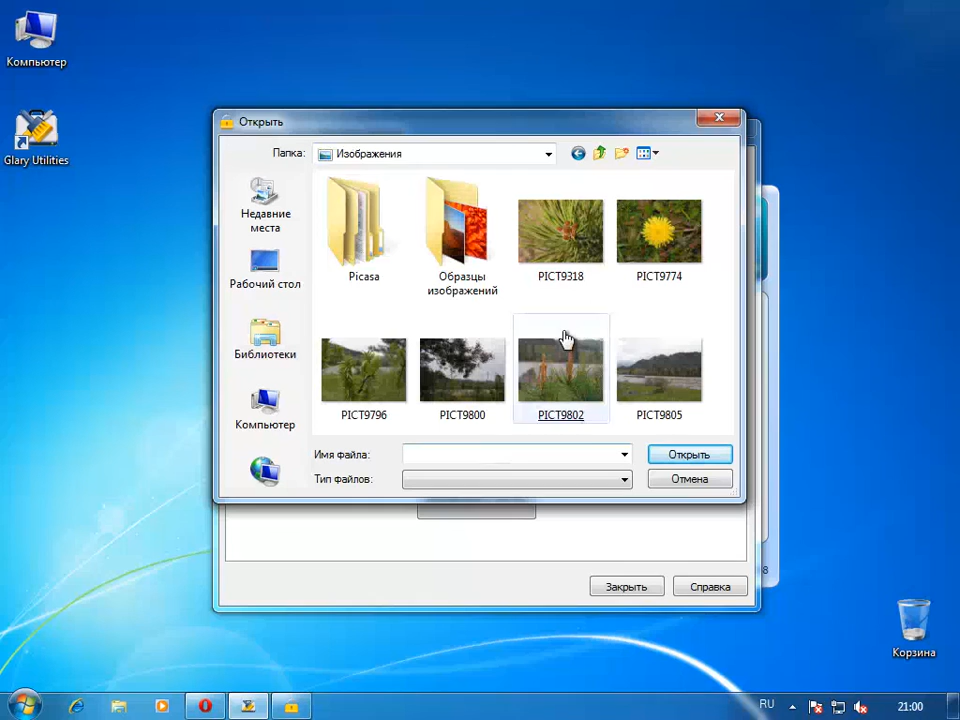 Компьютер
Glary Utilities
Открыть
Папка:
Изображения
Недавние
места
Рабочий стол
Библиотеки
Компьютер
Picasa
Образцы
изображений
PICT9318
PICT9774
PICT9796
PICT9800
PICT9802
PICT9805
Имя файла:
Открыть
Тип файлов:
Отмена
8
Закрыть
Справка
Корзина
RU
21:00